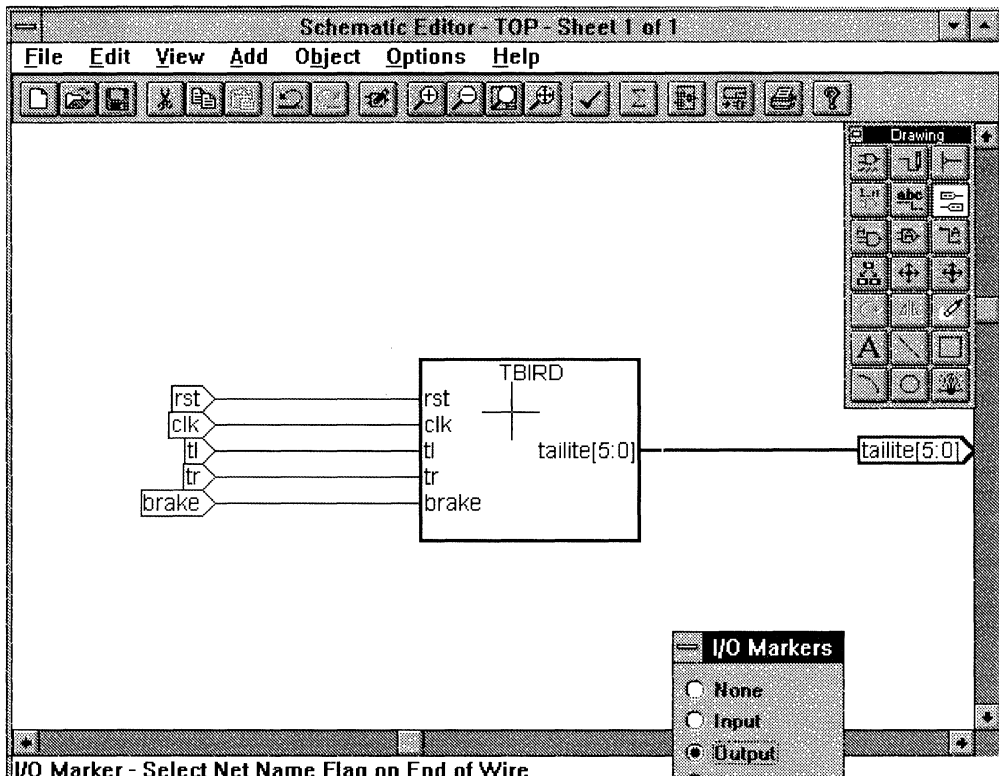 Schematic Editor - TOP - Sheet 1 of 1
File Edit View Add Object Options Help
Drawing
abc
A
TBIRD
rst rst
clk clk
tl tl tailite[5:0] tailite[5:0]
tr tr
brake brake
I/O Markers
None
Input
Output
I/O Marker - Select Net Name Flag on End of Wire